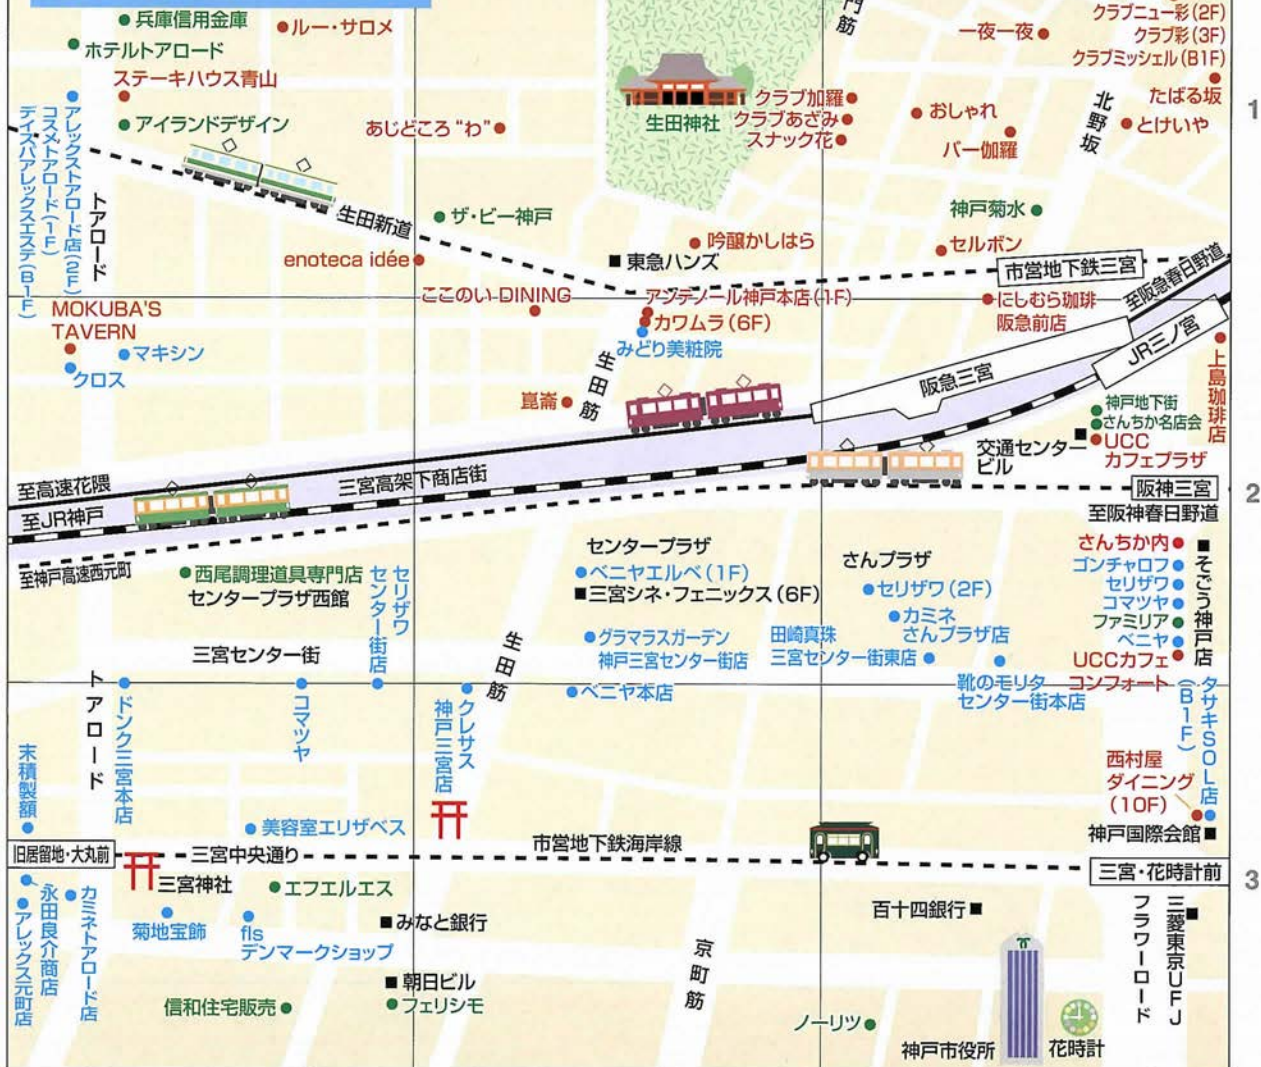 兵庫信用金庫
ルー・サロメ
ホテルトアロード
ステーキハウス青山
アイランドデザイン
あじどころ “わ”
アレックストアロード店(2F)
コスメトアロード(1F)
デイスパアレックスエステ(B1F)
トアロード
生田新道
ザ・ビー神戸
enoteca idée
生田神社
門筋
クラブ加羅
クラブあざみ
スナック花
一夜一夜
クラブニュー彩(2F)
クラブ彩(3F)
クラブミッシェル(B1F)
たぱる坂
おしゃれ
バー伽羅
北野坂
とけいや
1
神戸菊水
セルボン
吟醸かしはら
東急ハンズ
市営地下鉄三宮
至阪急春日野道
ここのい DINING
アンテノール神戸本店(1F)
カワムラ(6F)
みどり美粧院
にしむら珈琲
阪急前店
MOKUBA'S
TAVERN
マキシン
クロス
生田筋
崑崙
阪急三宮
JR三ノ宮
上島珈琲店
神戸地下街
さんちか名店会
UCC
カフェプラザ
交通センター
ビル
至高速花隈
至JR神戸
三宮高架下商店街
阪神三宮
2
至阪神春日野道
至神戸高速西元町
西尾調理道具専門店
センタープラザ西館
セリザワ
センター街店
センタープラザ
ベニヤエルベ(1F)
三宮シネ・フェニックス(6F)
さんプラザ
セリザワ(2F)
カミネ
さんプラザ店
さんちか内
ゴンチャロフ
セリザワ
コマツヤ
ファミリア
ベニヤ
UCCカフェ
コンフォート
そごう神戸店
グラマラスガーデン
神戸三宮センター街店
田崎真珠
三宮センター街東店
三宮センター街
生田筋
ベニヤ本店
靴のモリタ
センター街本店
タサキSOL店
(B1F)
トアロード
ドンク三宮本店
コマツヤ
クレサス
神戸三宮店
末積製額
西村屋
ダイニング
(10F)
神戸国際会館
美容室エリザベス
旧居留地・大丸前
三宮中央通り
市営地下鉄海岸線
三宮・花時計前
3
三宮神社
エフエルエス
永田良介商店
アレックス元町店
カミネトアロード店
菊地宝飾
fls
デンマークショップ
みなと銀行
百十四銀行
三菱東京UFJ
フラワーロード
京町筋
朝日ビル
フェリシモ
信和住宅販売
ノーリツ
神戸市役所
花時計